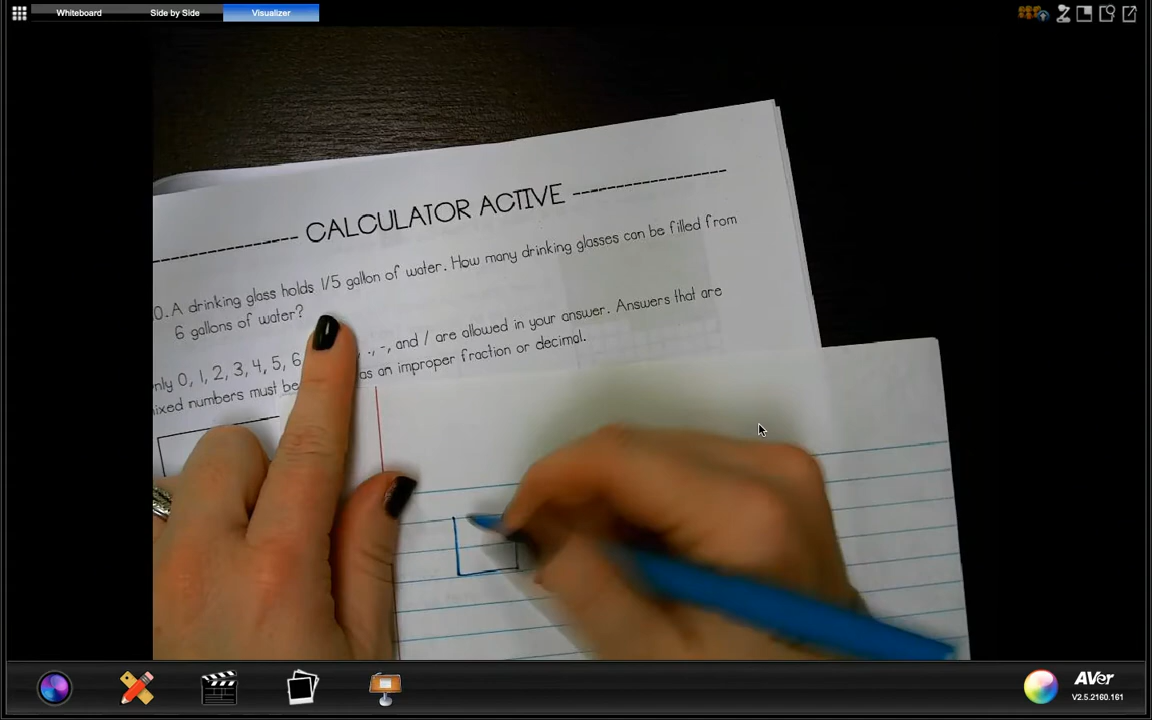 Whiteboard Side by Side Visualizer
CALCULATOR ACTIVE
0. A drinking glass holds 1/5 gallon of water. How many drinking glasses can be filled from
6 gallons of water?
nly 0, 1, 2, 3, 4, 5, 6 ., -, and / are allowed in your answer. Answers that are
ixed numbers must be as an improper fraction or decimal.
AVer
V2.5.2160.161